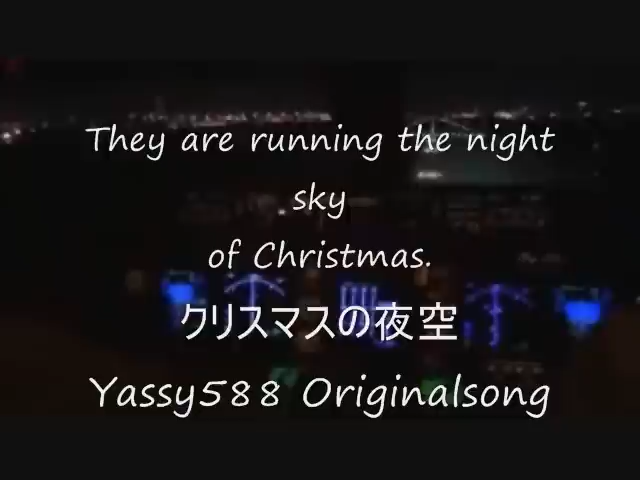 They are running the night
sky
of Christmas.
クリスマスの夜空
Yassy588 Originalsong